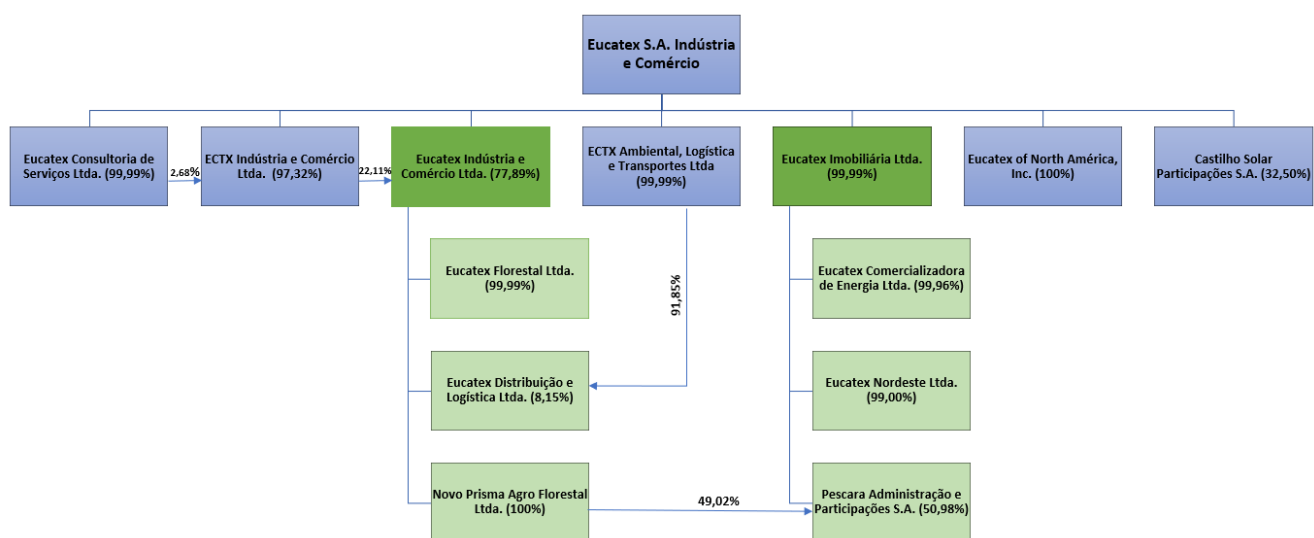 Eucatex S.A. Indústria
e Comércio
Eucatex Consultoria de
Serviços Ltda. (99,99%)
2,68%
ECTX Indústria e Comércio
Ltda. (97,32%)
22,11%
Eucatex Indústria e
Comércio Ltda. (77,89%)
ECTX Ambiental, Logística
e Transportes Ltda
(99,99%)
Eucatex Imobiliária Ltda.
(99,99%)
Eucatex of North América,
Inc. (100%)
Castilho Solar
Participações S.A. (32,50%)
Eucatex Florestal Ltda.
(99,99%)
91,85%
Eucatex Comercializadora
de Energia Ltda. (99,96%)
Eucatex Distribuição e
Logística Ltda. (8,15%)
Eucatex Nordeste Ltda.
(99,00%)
Novo Prisma Agro Florestal
Ltda. (100%)
49,02%
Pescara Administração e
Participações S.A. (50,98%)